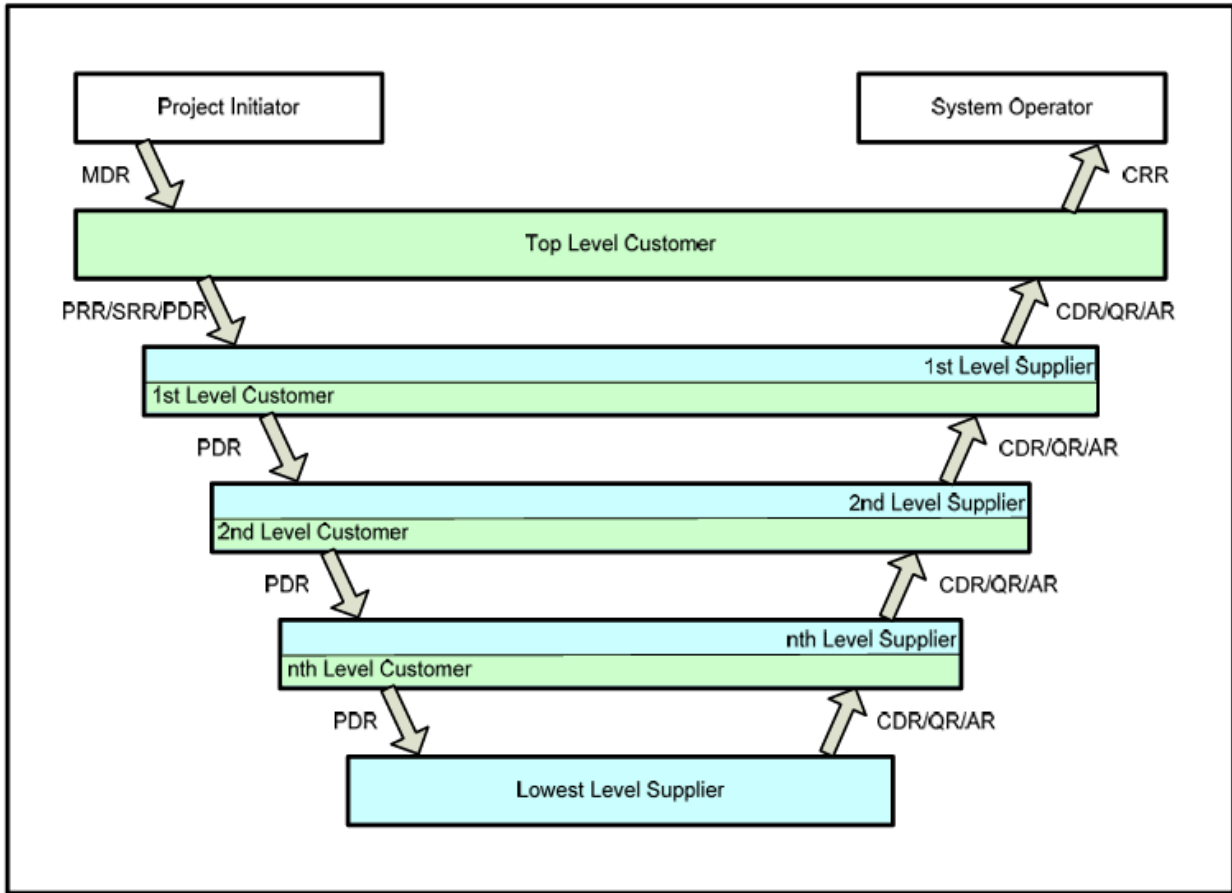 Project Initiator
System Operator
MDR
CRR
Top Level Customer
PRR/SRR/PDR
CDR/QR/AR
1st Level Supplier
1st Level Customer
PDR
CDR/QR/AR
2nd Level Supplier
2nd Level Customer
PDR
CDR/QR/AR
nth Level Supplier
nth Level Customer
PDR
CDR/QR/AR
Lowest Level Supplier